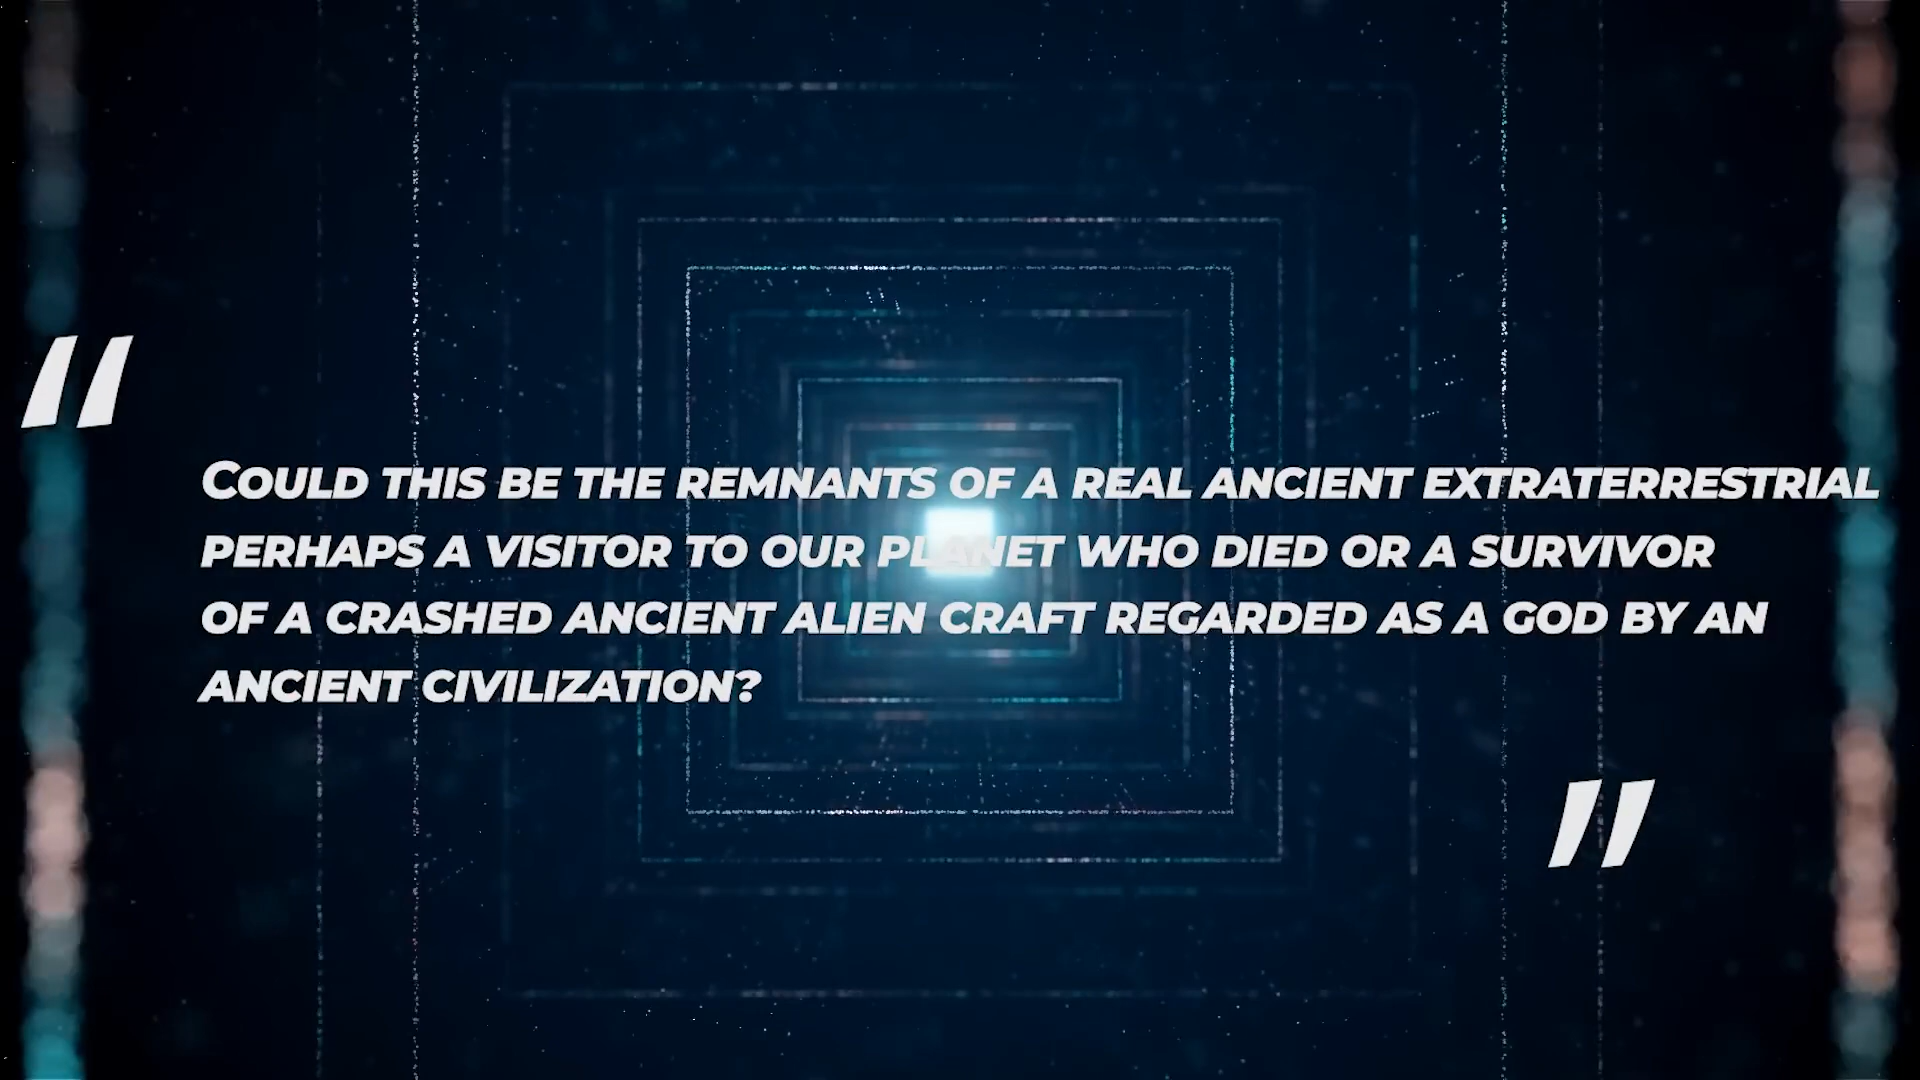 "
COULD THIS BE THE REMNANTS OF A REAL ANCIENT EXTRATERRESTRIAL
PERHAPS A VISITOR TO OUR PLANET WHO DIED OR A SURVIVOR
OF A CRASHED ANCIENT ALIEN CRAFT REGARDED AS A GOD BY AN
ANCIENT CIVILIZATION?
"